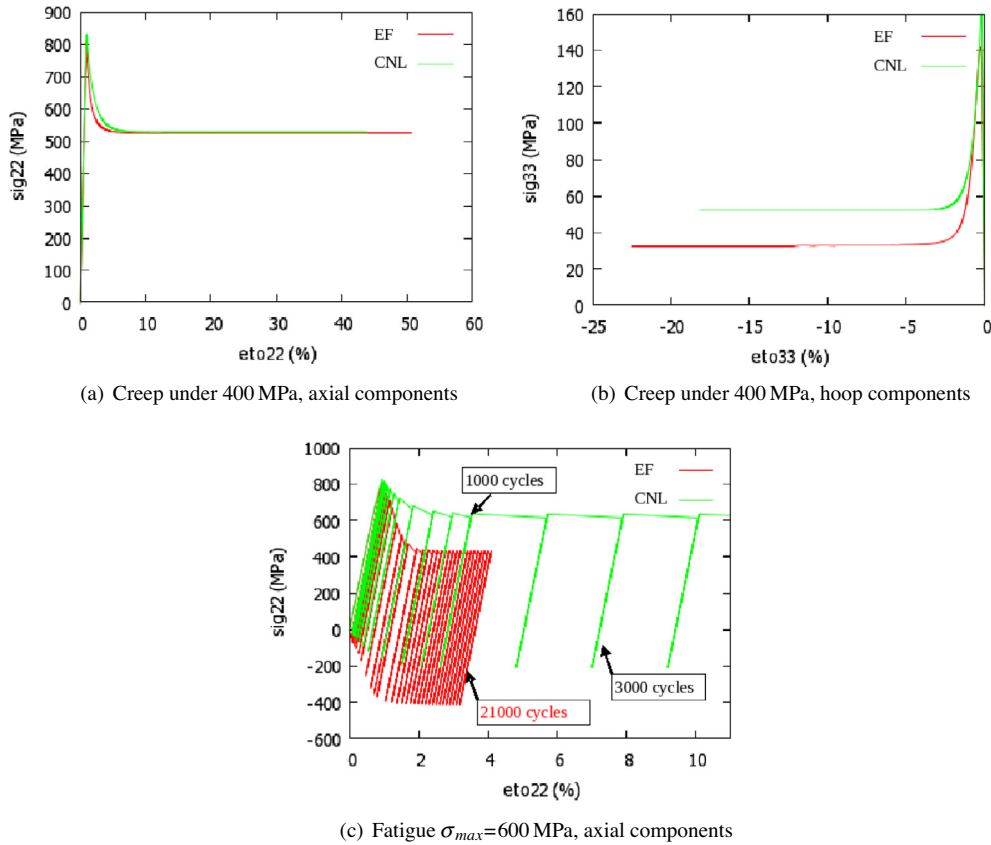 900
800
700
600
500
400
300
200
100
0
0 10 20 30 40 50 60
sig22 (MPa)
eto22 (%)
EF
CNL
(a) Creep under 400 MPa, axial components
160
140
120
100
80
60
40
20
0
-25 -20 -15 -10 -5 0
sig33 (MPa)
eto33 (%)
EF
CNL
(b) Creep under 400 MPa, hoop components
1000
800
600
400
200
0
-200
-400
-600
0 2 4 6 8 10
sig22 (MPa)
eto22 (%)
EF
CNL
1000 cycles
3000 cycles
21000 cycles
(c) Fatigue σmax=600 MPa, axial components